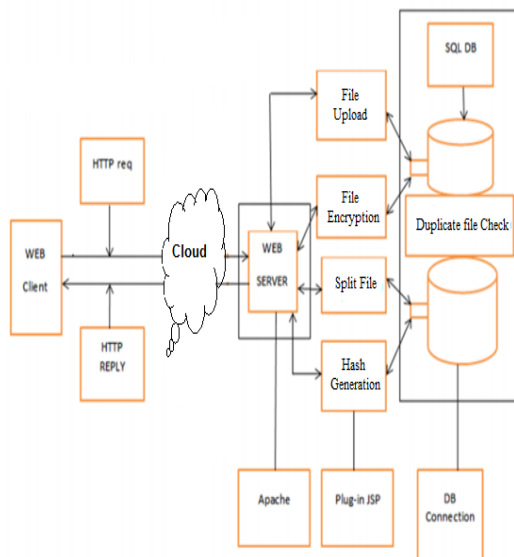 SQL DB
File
Upload
HTTP req
File
Encryption
Duplicate file Check
WEB
Client
Cloud
WEB
SERVER
Split File
HTTP
REPLY
Hash
Generation
Apache
Plug-in JSP
DB
Connection